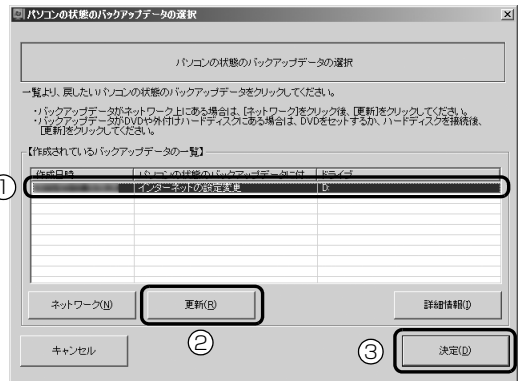 パソコンの状態のバックアップデータの選択
パソコンの状態のバックアップデータの選択
一覧より、戻したいパソコンの状態のバックアップデータをクリックしてください。
・バックアップデータがネットワーク上にある場合は、[ネットワーク]をクリック後、[更新]をクリックしてください。
・バックアップデータがDVDや外付けハードディスクにある場合は、DVDをセットするか、ハードディスクを接続後、
[更新]をクリックしてください。
【作成されているバックアップデータの一覧】
作成日時 パソコンの状態のバックアップデータに付 ドライブ
① インターネットの設定変更 D:
ネットワーク(N) 更新(R) 詳細情報(I)
②
キャンセル ③ 決定(D)